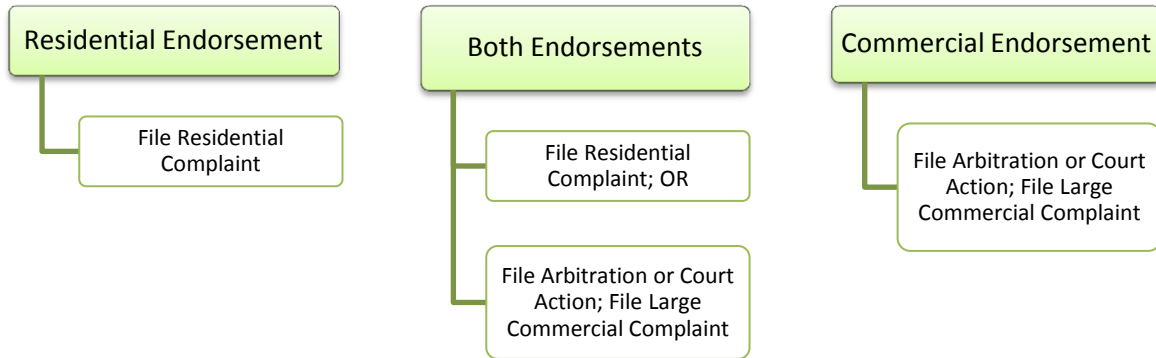 Residential Endorsement
File Residential
Complaint
Both Endorsements
File Residential
Complaint; OR
File Arbitration or Court
Action; File Large
Commercial Complaint
Commercial Endorsement
File Arbitration or Court
Action; File Large
Commercial Complaint